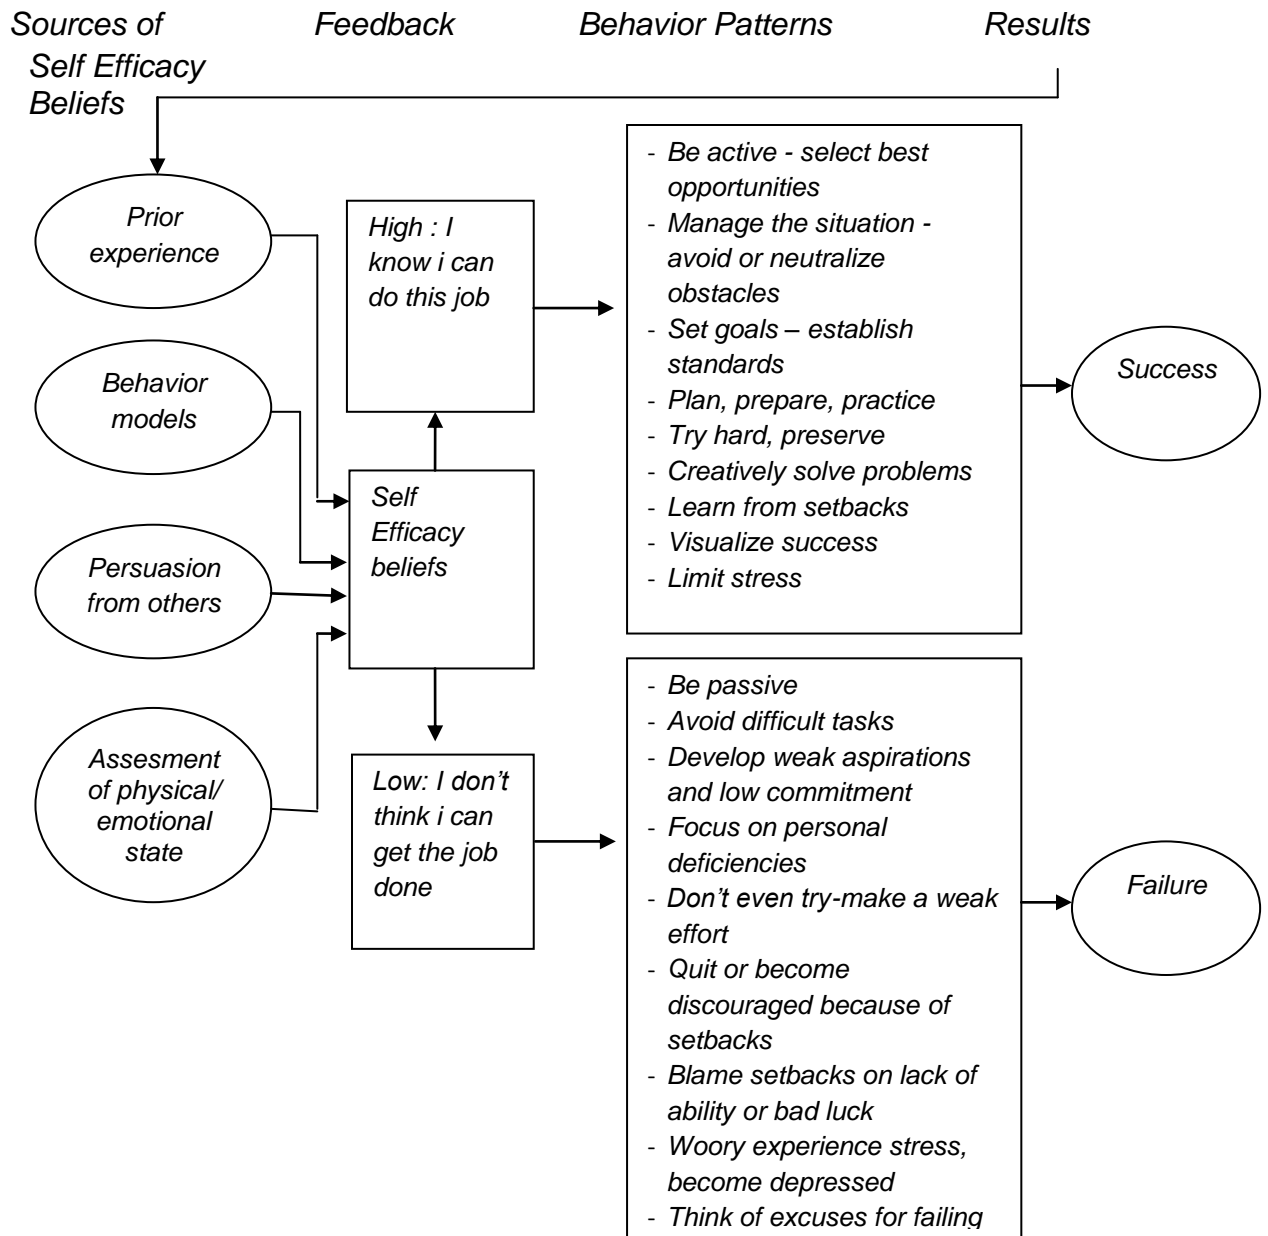 Sources of
Self Efficacy
Beliefs
Feedback
Behavior Patterns
Results
Prior
experience
Behavior
models
Persuasion
from others
Assesment
of physical/
emotional
state
High : I
know i can
do this job
Self
Efficacy
beliefs
Low: I don't
think i can
get the job
done
- Be active - select best
opportunities
- Manage the situation -
avoid or neutralize
obstacles
- Set goals – establish
standards
- Plan, prepare, practice
- Try hard, preserve
- Creatively solve problems
- Learn from setbacks
- Visualize success
- Limit stress
- Be passive
- Avoid difficult tasks
- Develop weak aspirations
and low commitment
- Focus on personal
deficiencies
- Don't even try-make a weak
effort
- Quit or become
discouraged because of
setbacks
- Blame setbacks on lack of
ability or bad luck
- Woory experience stress,
become depressed
- Think of excuses for failing
Success
Failure